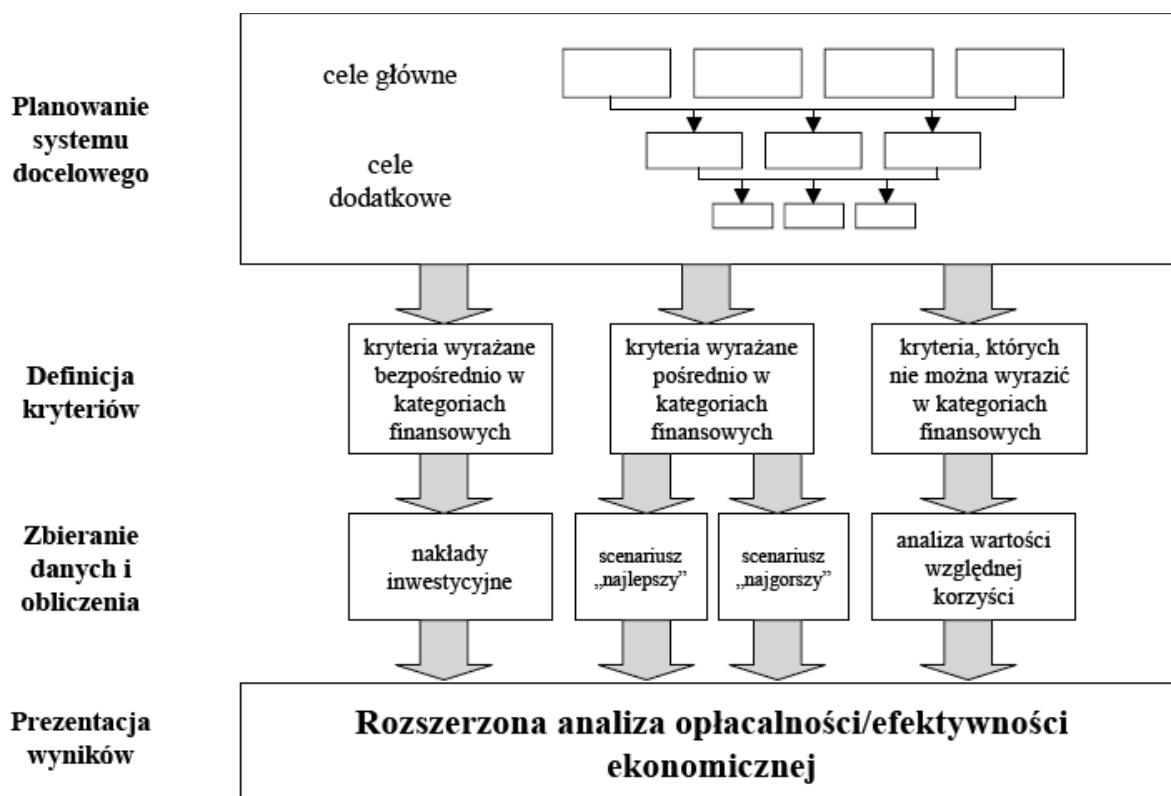 Planowanie
systemu
docelowego
cele główne
cele
dodatkowe
Definicja
kryteriów
kryteria wyrażane
bezpośrednio w
kategoriach
finansowych
kryteria wyrażane
pośrednio w
kategoriach
finansowych
kryteria, których
nie można wyrazić
w kategoriach
finansowych
Zbieranie
danych i
obliczenia
nakłady
inwestycyjne
scenariusz
„najlepszy”
scenariusz
„najgorszy”
analiza wartości
względnej
korzyści
Prezentacja
wyników
Rozszerzona analiza opłacalności/efektywności
ekonomicznej